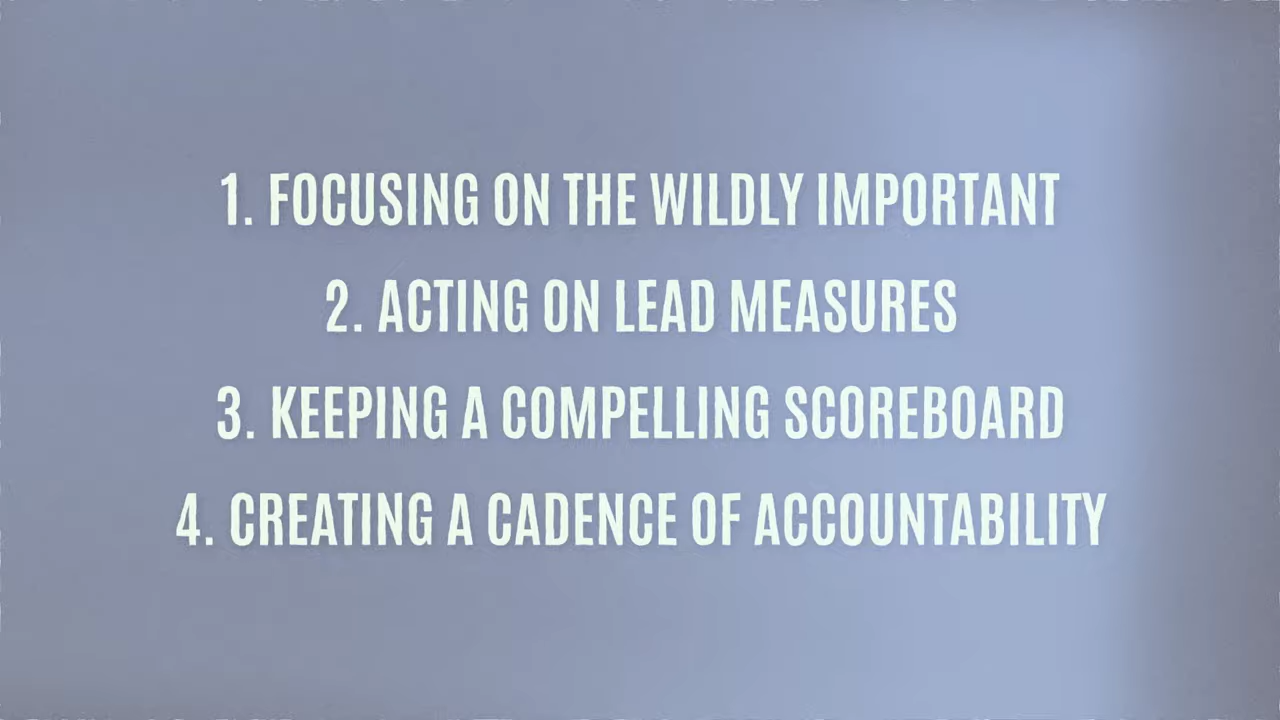 1. FOCUSING ON THE WILDLY IMPORTANT
2. ACTING ON LEAD MEASURES
3. KEEPING A COMPELLING SCOREBOARD
4. CREATING A CADENCE OF ACCOUNTABILITY